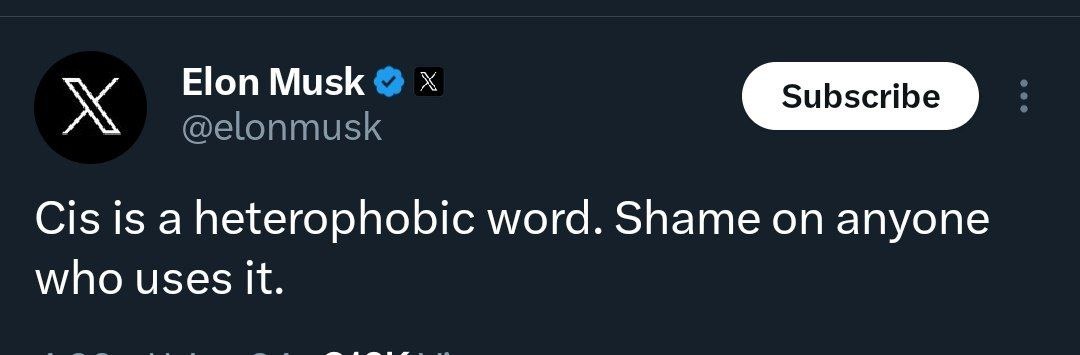 Elon Musk
@elonmusk
Subscribe
Cis is a heterophobic word. Shame on anyone
who uses it.